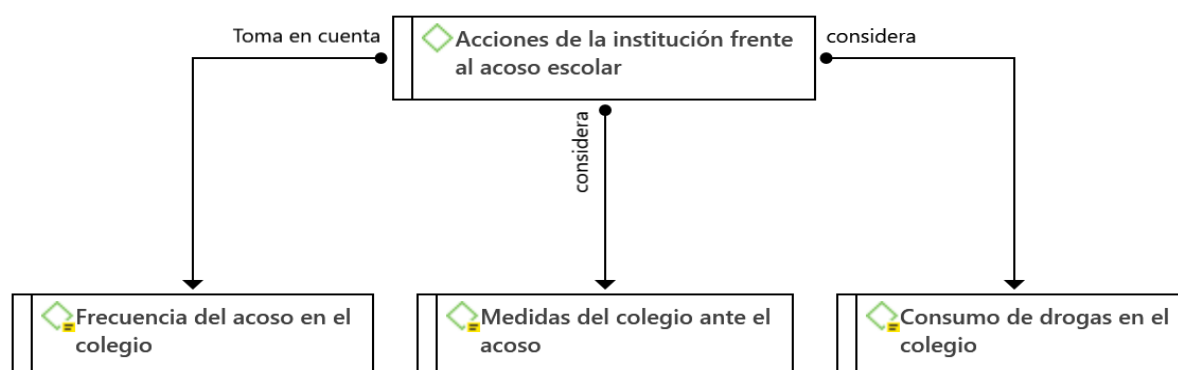 Toma en cuenta
Acciones de la institución frente
al acoso escolar
considera
considera
Frecuencia del acoso en el
colegio
Medidas del colegio ante el
acoso
Consumo de drogas en el
colegio